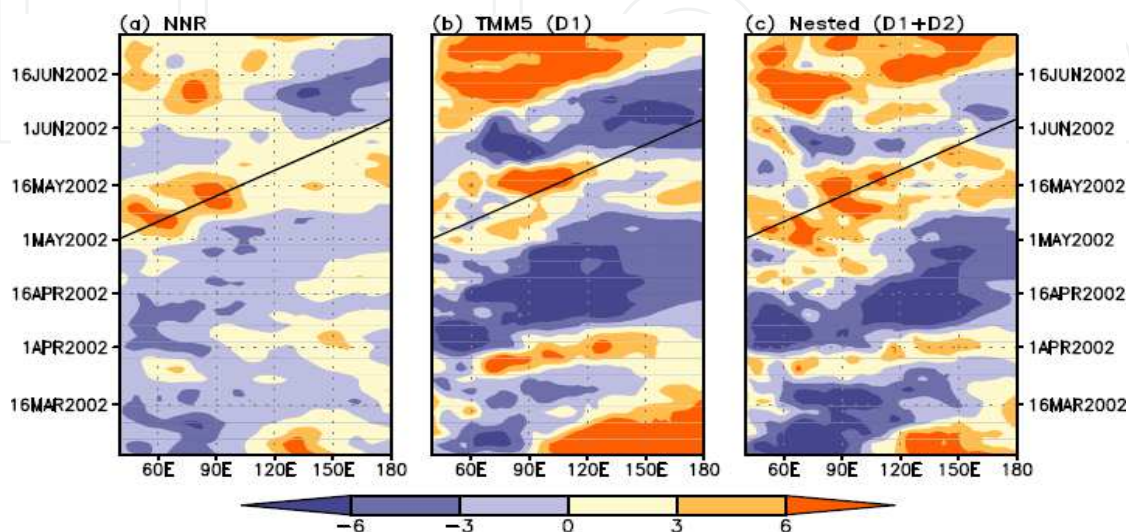 (a) NNR
(b) TMM5 (D1)
(c) Nested (D1+D2)
16JUN2002
16JUN2002
1JUN2002
1JUN2002
16MAY2002
16MAY2002
1MAY2002
1MAY2002
16APR2002
16APR2002
1APR2002
1APR2002
16MAR2002
16MAR2002
60E 90E 120E 150E 180 60E 90E 120E 150E 180 60E 90E 120E 150E 180
−6 −3 0 3 6